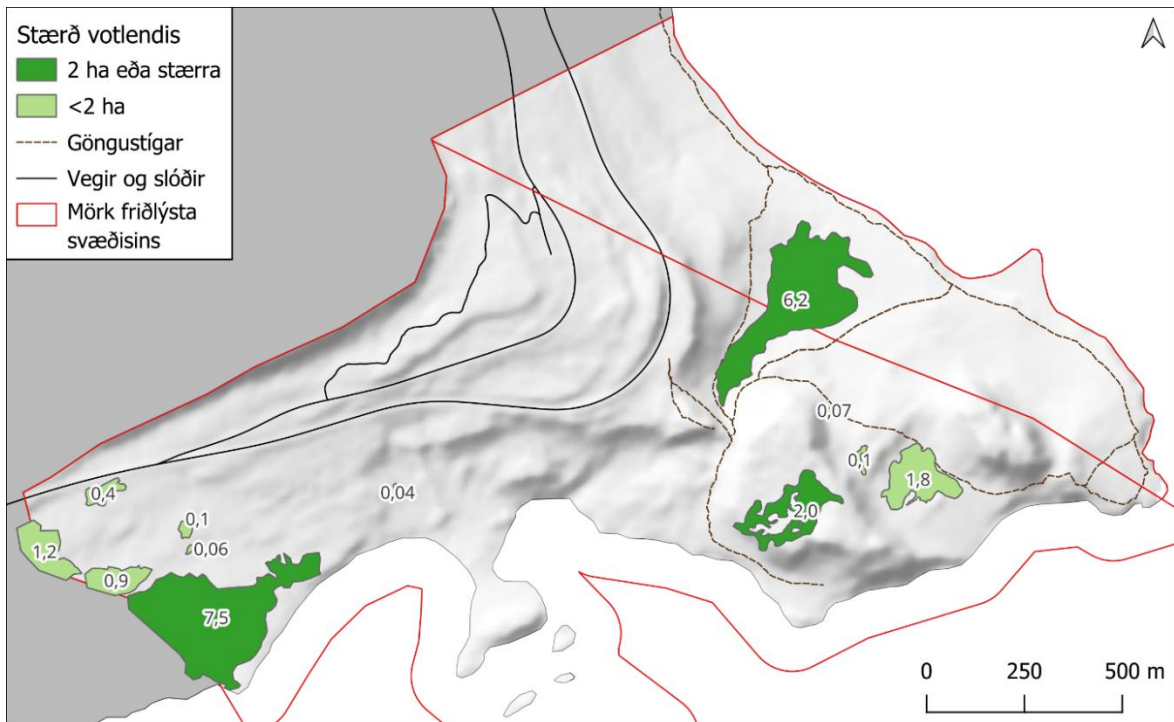 Stærð votlendis
2 ha eða stærra
<2 ha
Göngustígar
Vegir og slóðir
Mörk friðlýsta
svæðisins
6,2
0,07
0,1
1,8
2,0
0,04
0,4
0,1
0,06
1,2
0,9
7,5
0 250 500 m